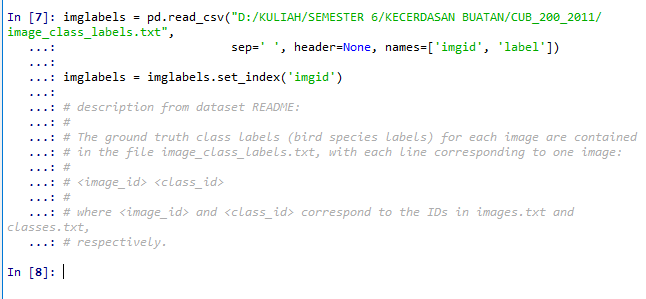 In [7]: imglabels = pd.read_csv("D:/KULIAH/SEMESTER 6/KECERDASAN BUATAN/CUB_200_2011/
image_class_labels.txt",
   ...:                         sep=' ', header=None, names=['imgid', 'label'])
   ...:
   ...: imglabels = imglabels.set_index('imgid')
   ...:
   ...: # description from dataset README:
   ...: #
   ...: # The ground truth class labels (bird species labels) for each image are contained
   ...: # in the file image_class_labels.txt, with each line corresponding to one image:
   ...: #
   ...: # <image_id> <class_id>
   ...: #
   ...: # where <image_id> and <class_id> correspond to the IDs in images.txt and
classes.txt,
   ...: # respectively.
In [8]: